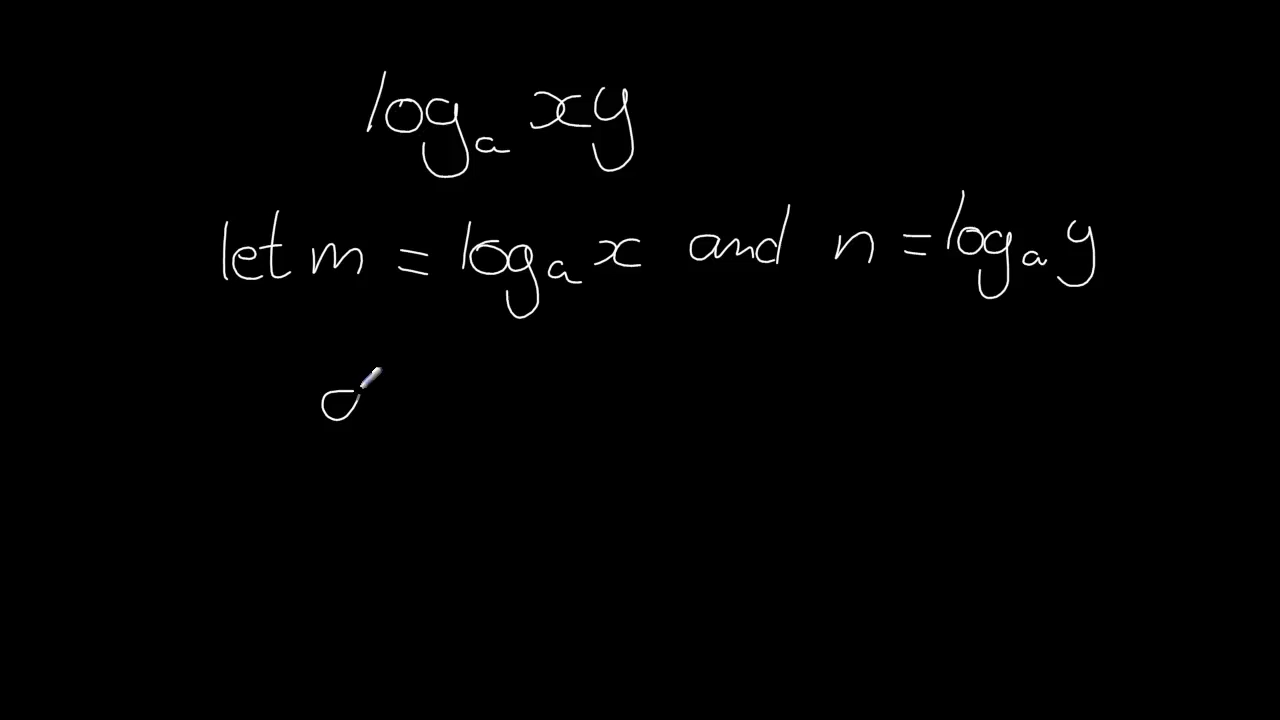 logₐ xy
let m = logₐ x and n = logₐ y